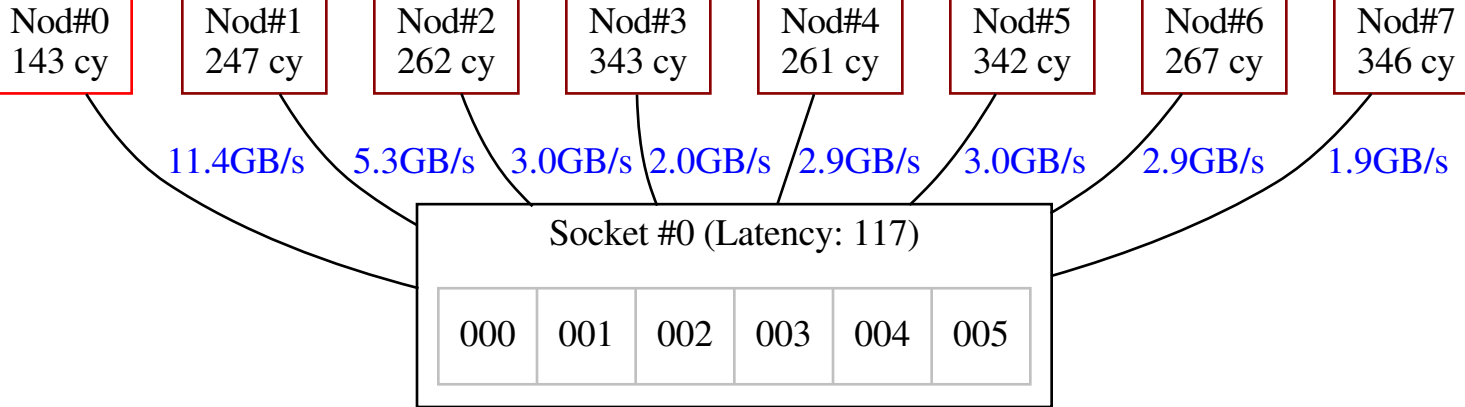 Nod#0
143 cy
Nod#1
247 cy
Nod#2
262 cy
Nod#3
343 cy
Nod#4
261 cy
Nod#5
342 cy
Nod#6
267 cy
Nod#7
346 cy
11.4GB/s
5.3GB/s
3.0GB/s
2.0GB/s
2.9GB/s
3.0GB/s
2.9GB/s
1.9GB/s
Socket #0 (Latency: 117)
000
001
002
003
004
005